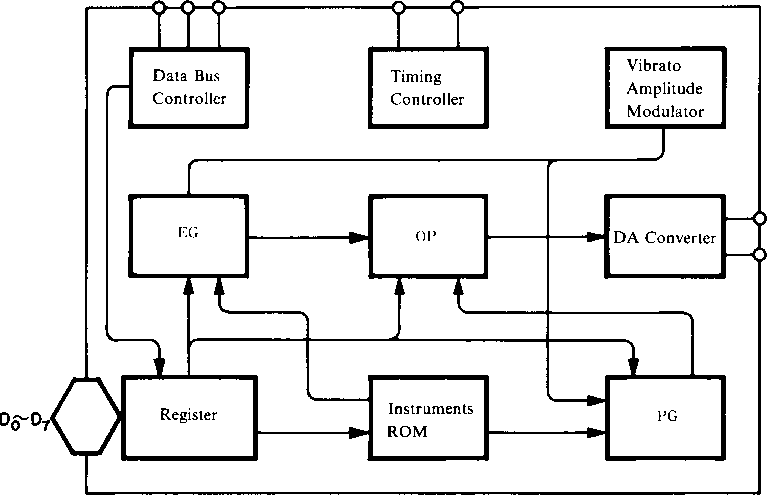 Data Bus
Controller
Timing
Controller
Vibrato
Amplitude
Modulator
EG
OP
DA Converter
D0~D7
Register
Instruments
ROM
PG